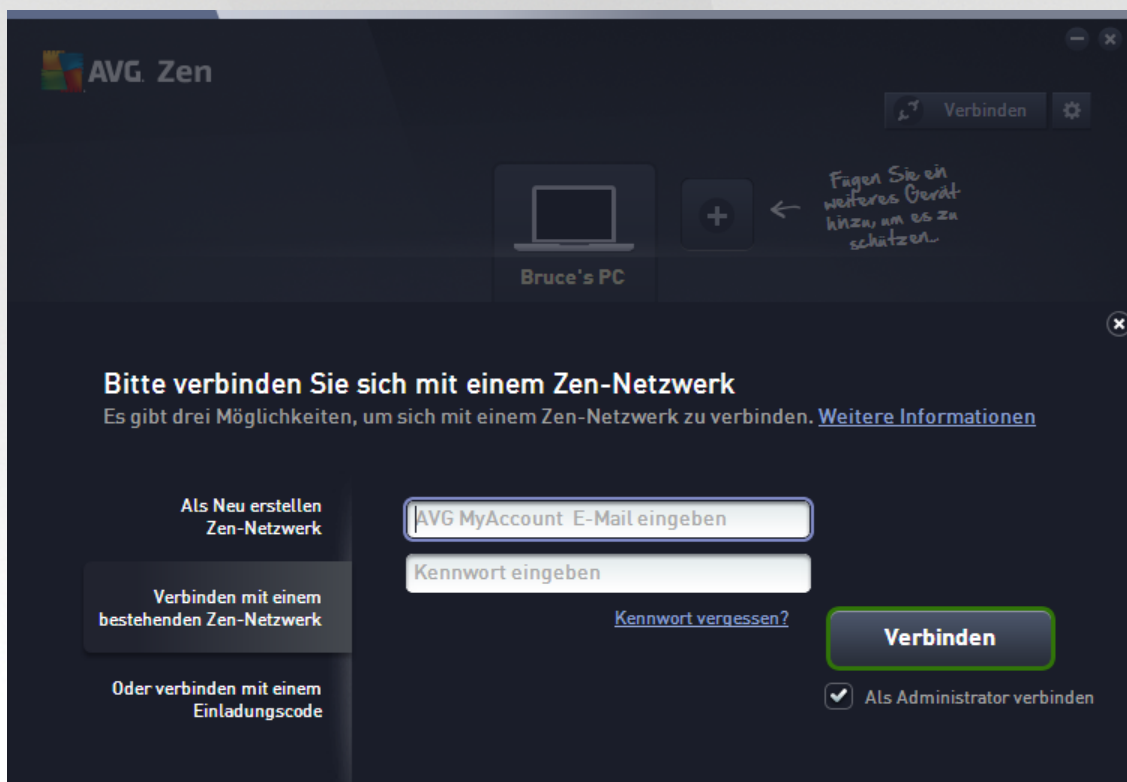 AVG. Zen
Verbinden
Fügen Sie ein
weiteres Gerät
hinzu, um es zu
schützen.
Bruce's PC
Bitte verbinden Sie sich mit einem Zen-Netzwerk
Es gibt drei Möglichkeiten, um sich mit einem Zen-Netzwerk zu verbinden. Weitere Informationen
Als Neu erstellen
Zen-Netzwerk
AVG MyAccount E-Mail eingeben
Kennwort eingeben
Verbinden mit einem
bestehenden Zen-Netzwerk
Kennwort vergessen?
Verbinden
Oder verbinden mit einem
Einladungscode
Als Administrator verbinden